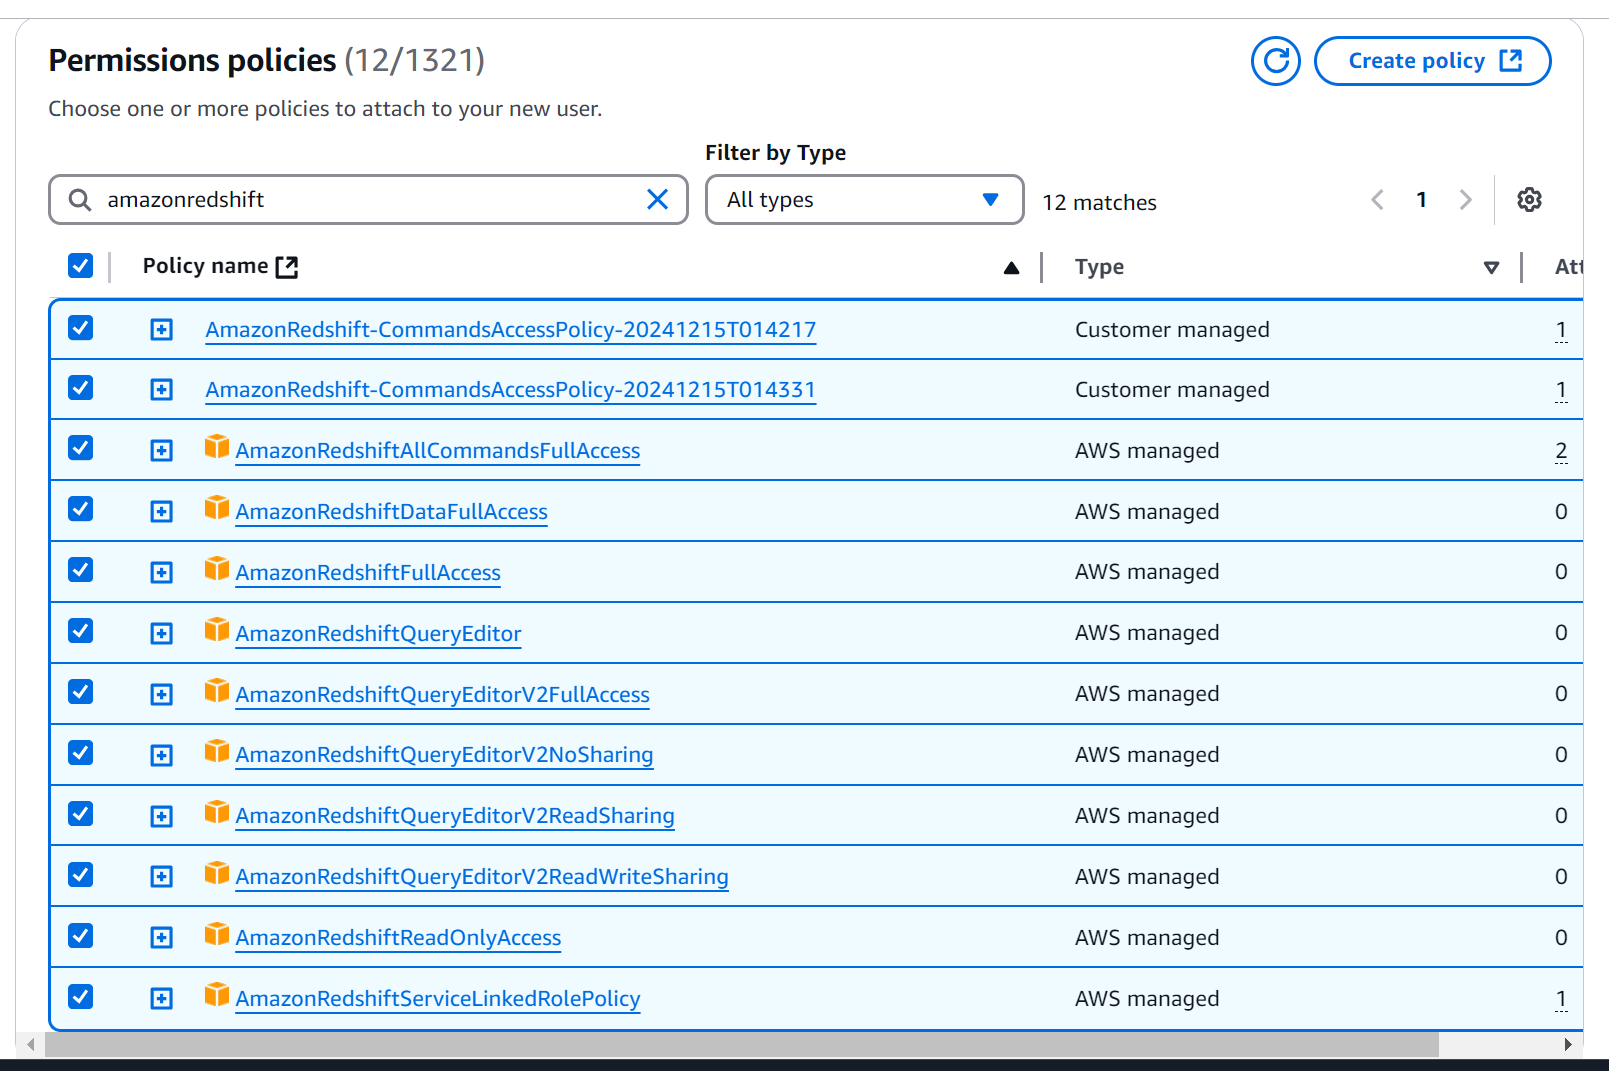 Permissions policies (12/1321)
Create policy
Choose one or more policies to attach to your new user.
Filter by Type
amazonredshift
All types
12 matches
1
Policy name
Type
Att
AmazonRedshift-CommandsAccessPolicy-20241215T014217 Customer managed 1
AmazonRedshift-CommandsAccessPolicy-20241215T014331 Customer managed 1
AmazonRedshiftAllCommandsFullAccess AWS managed 2
AmazonRedshiftDataFullAccess AWS managed 0
AmazonRedshiftFullAccess AWS managed 0
AmazonRedshiftQueryEditor AWS managed 0
AmazonRedshiftQueryEditorV2FullAccess AWS managed 0
AmazonRedshiftQueryEditorV2NoSharing AWS managed 0
AmazonRedshiftQueryEditorV2ReadSharing AWS managed 0
AmazonRedshiftQueryEditorV2ReadWriteSharing AWS managed 0
AmazonRedshiftReadOnlyAccess AWS managed 0
AmazonRedshiftServiceLinkedRolePolicy AWS managed 1